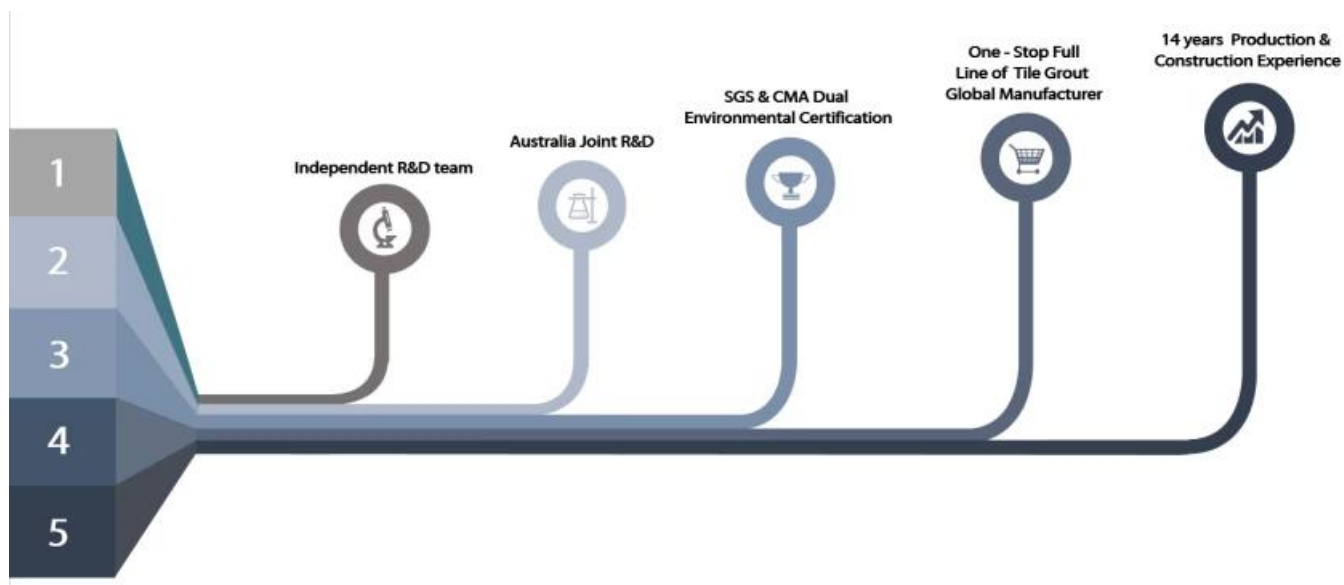 1
2
3
4
5
Independent R&D team
Australia Joint R&D
SGS & CMA Dual
Environmental Certification
One - Stop Full
Line of Tile Grout
Global Manufacturer
14 years Production &
Construction Experience